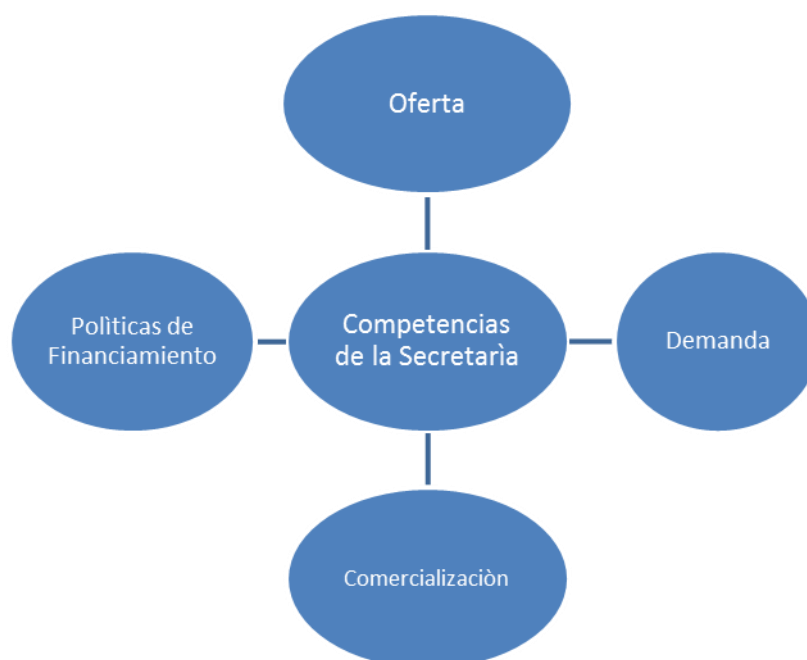 Oferta
Polìticas de
Financiamiento
Competencias
de la Secretarìa
Demanda
Comercializaciòn